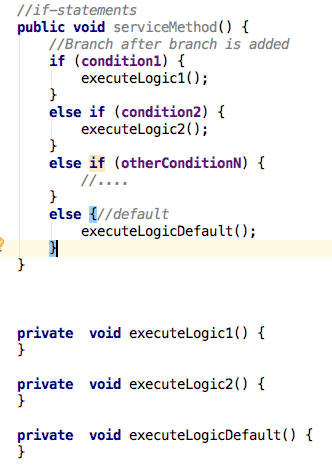 //if-statements
public void serviceMethod() {
//Branch after branch is added
if (condition1) {
executeLogic1();
}
else if (condition2) {
executeLogic2();
}
else if (otherConditionN) {
//....
}
else {//default
executeLogicDefault();
}
}
private  void executeLogic1() {
}
private  void executeLogic2() {
}
private  void executeLogicDefault() {
}